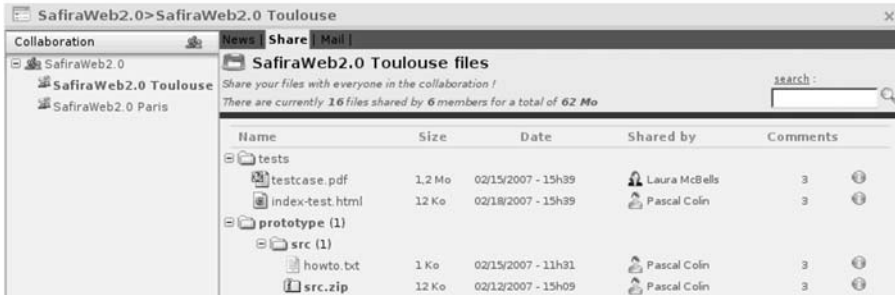 SafiraWeb2.0>SafiraWeb2.0 Toulouse
Collaboration
News | Share | Mail |
SafiraWeb2.0
SafiraWeb2.0 Toulouse
SafiraWeb2.0 Paris
SafiraWeb2.0 Toulouse files
Share your files with everyone in the collaboration !
There are currently 16 files shared by 6 members for a total of 62 Mo
search :
Name Size Date Shared by Comments
tests
testcase.pdf 1,2 Mo 02/15/2007 - 15h39 Laura McBells 3
index-test.html 12 Ko 02/18/2007 - 15h39 Pascal Colin 3
prototype (1)
src (1)
howto.txt 1 Ko 02/15/2007 - 11h31 Pascal Colin 3
src.zip 12 Ko 02/12/2007 - 15h09 Pascal Colin 3